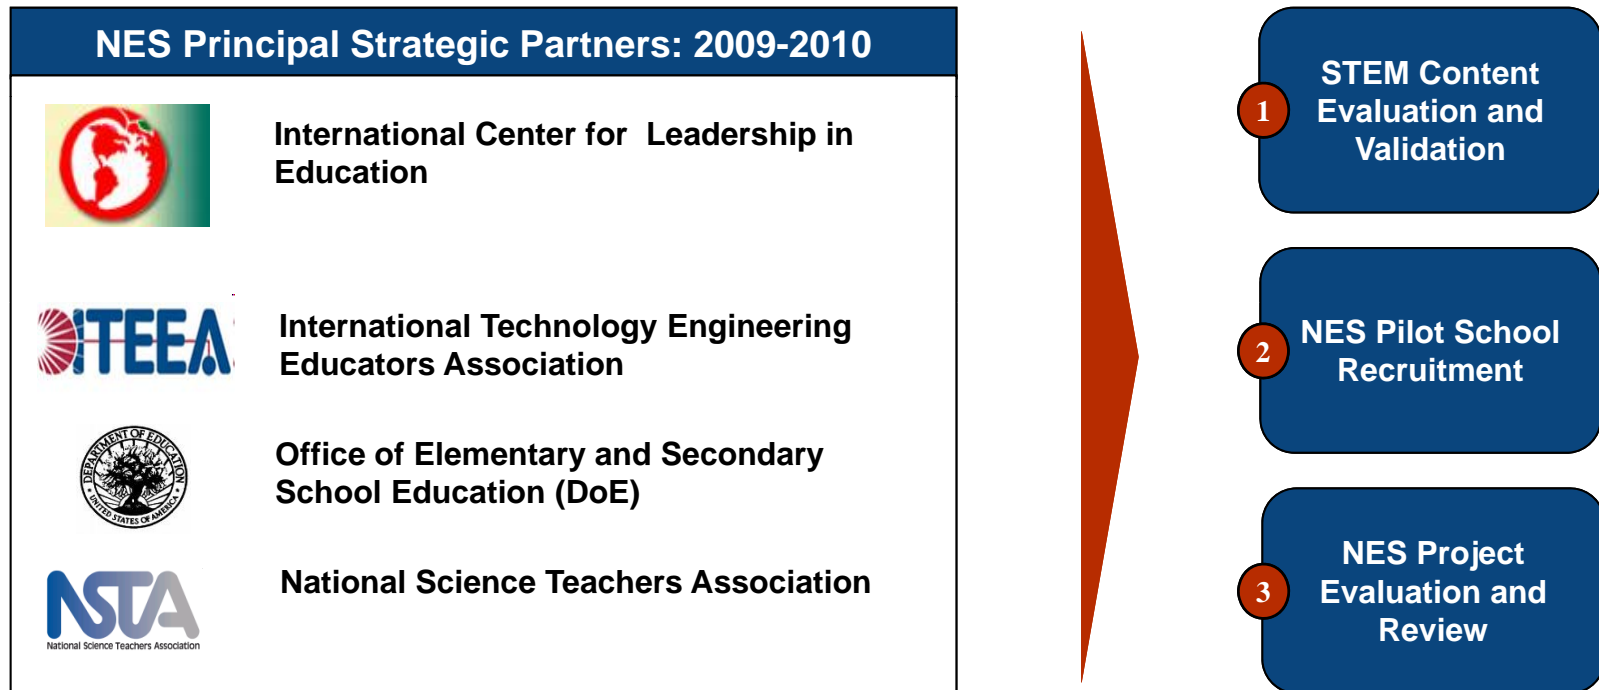 NES Principal Strategic Partners: 2009-2010
International Center for Leadership in
Education
ITEEA
International Technology Engineering
Educators Association
DEPARTMENT OF EDUCATION
UNITED STATES OF AMERICA
Office of Elementary and Secondary
School Education (DoE)
NSTA
National Science Teachers Association
National Science Teachers Association
1
STEM Content
Evaluation and
Validation
2
NES Pilot School
Recruitment
3
NES Project
Evaluation and
Review